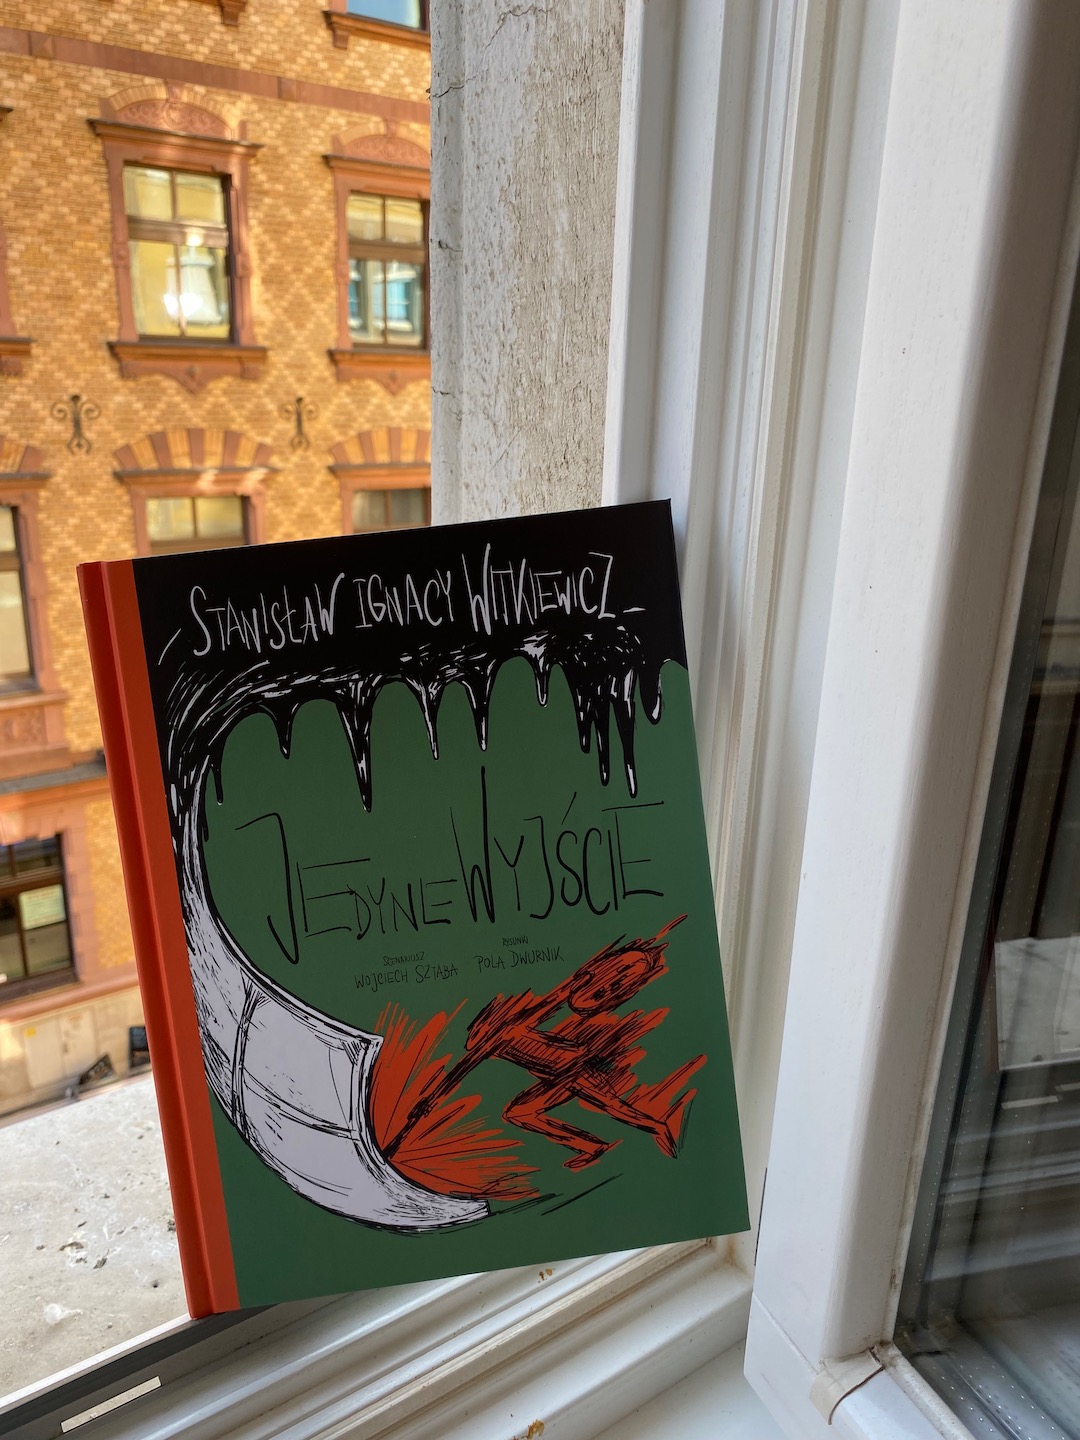 STANISŁAW IGNACY WITKIEWICZ
JEDYNE WYJŚCIE
SCENARIUSZ
WOJCIECH SZTABA
RYSUNKI
POLA DWURNIK